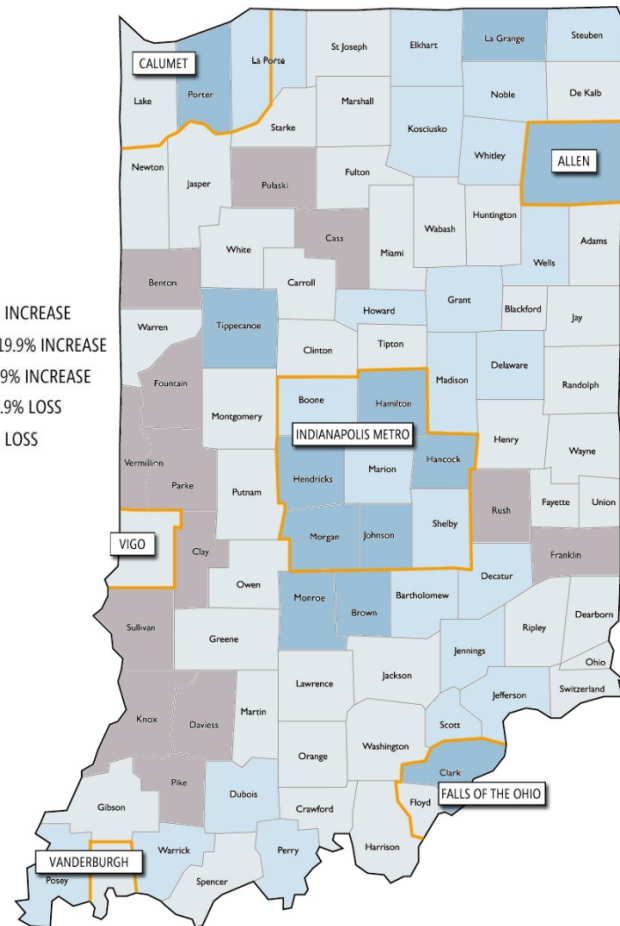 St Joseph
Elkhart
La Grange
Steuben
CALUMET
La Porte
Lake
Porter
Noble
De Kalb
Marshall
Starke
Kosciusko
Whitley
ALLEN
Newton
Jasper
Pulaski
Fulton
Huntington
Wabash
Cass
Miami
White
Adams
Wells
Benton
Carroll
INCREASE
Howard
Grant
Blackford
Jay
Warren
Tippecanoe
19.9% INCREASE
Clinton
Tipton
Delaware
9% INCREASE
Fountain
Madison
Randolph
Boone
Hamilton
.9% LOSS
Montgomery
INDIANAPOLIS METRO
LOSS
Henry
Wayne
Vermillion
Hancock
Marion
Parke
Putnam
Hendricks
Rush
Fayette
Union
Shelby
VIGO
Morgan
Johnson
Clay
Franklin
Decatur
Owen
Monroe
Brown
Bartholomew
Dearborn
Sullivan
Ripley
Greene
Jennings
Ohio
Jackson
Lawrence
Switzerland
Jefferson
Martin
Knox
Daviess
Scott
Washington
Orange
Clark
Pike
Dubois
FALLS OF THE OHIO
Floyd
Gibson
Crawford
Harrison
Warrick
Perry
VANDERBURGH
Posey
Spencer